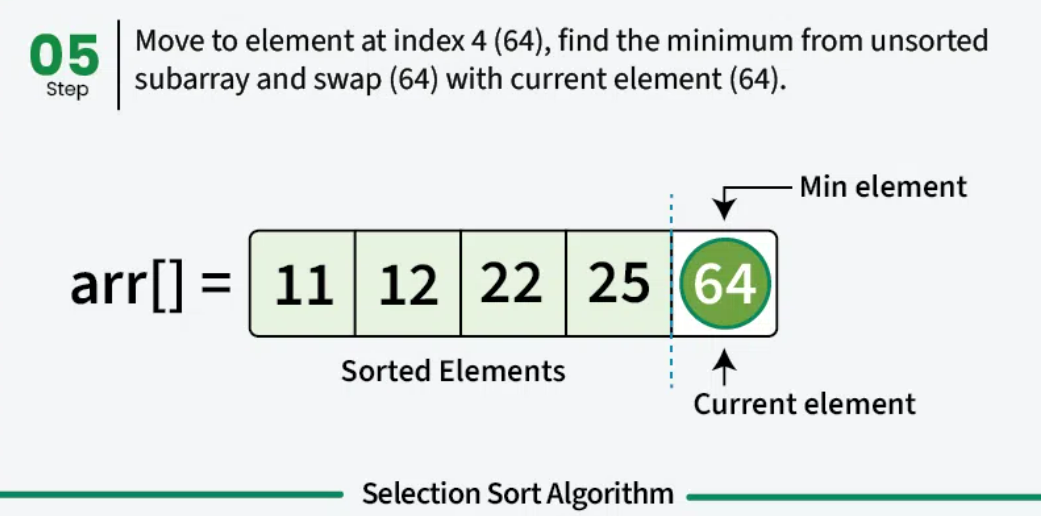 05
Step
Move to element at index 4 (64), find the minimum from unsorted
subarray and swap (64) with current element (64).
Min element
arr[] = 11 12 22 25 64
Sorted Elements
Current element
Selection Sort Algorithm